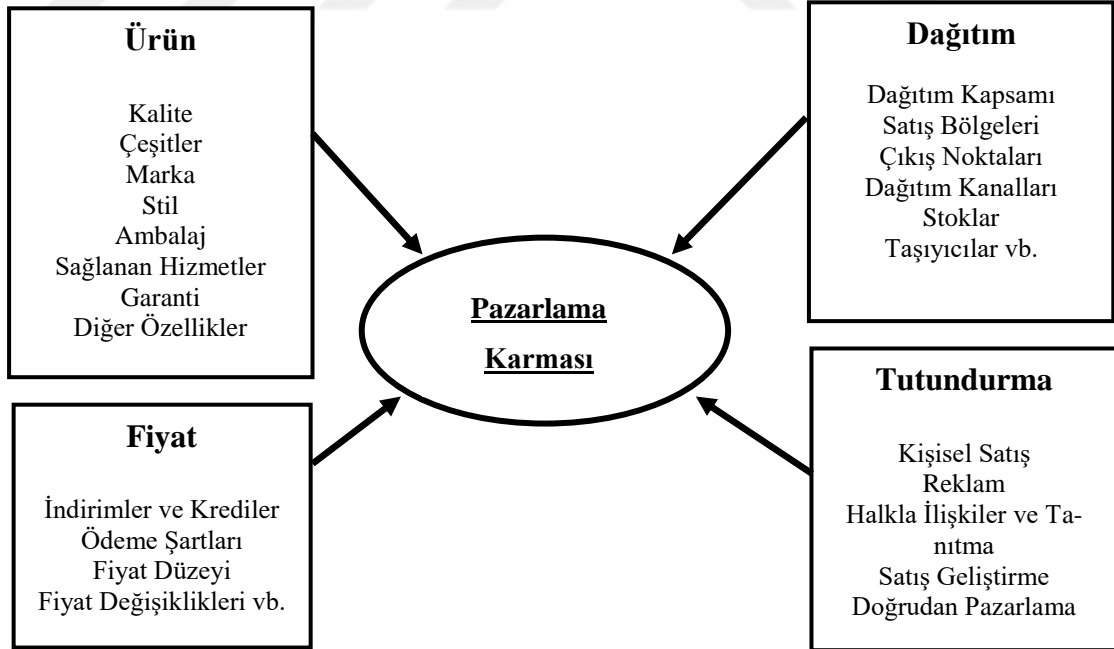 Ürün
Kalite
Çeşitler
Marka
Stil
Ambalaj
Sağlanan Hizmetler
Garanti
Diğer Özellikler
Dağıtım
Dağıtım Kapsamı
Satış Bölgeleri
Çıkış Noktaları
Dağıtım Kanalları
Stoklar
Taşıyıcılar vb.
Pazarlama
Karması
Fiyat
İndirimler ve Krediler
Ödeme Şartları
Fiyat Düzeyi
Fiyat Değişiklikleri vb.
Tutundurma
Kişisel Satış
Reklam
Halkla İlişkiler ve Ta-
nıtma
Satış Geliştirme
Doğrudan Pazarlama